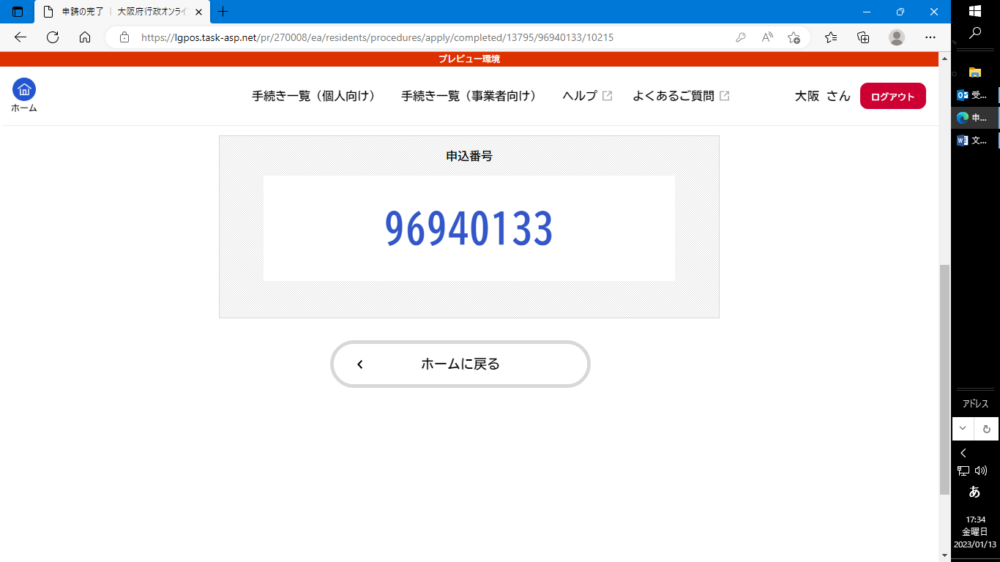 申請の完了 | 大阪府行政オンライ
https://lgpos.task-asp.net/pr/270008/ea/residents/procedures/apply/completed/13795/96940133/10215
プレビュー環境
ホーム
手続き一覧（個人向け）
手続き一覧（事業者向け）
ヘルプ
よくあるご質問
大阪 さん
ログアウト
申込番号
96940133
ホームに戻る
受...
申...
文...
アドレス
あ
17:34
金曜日
2023/01/13